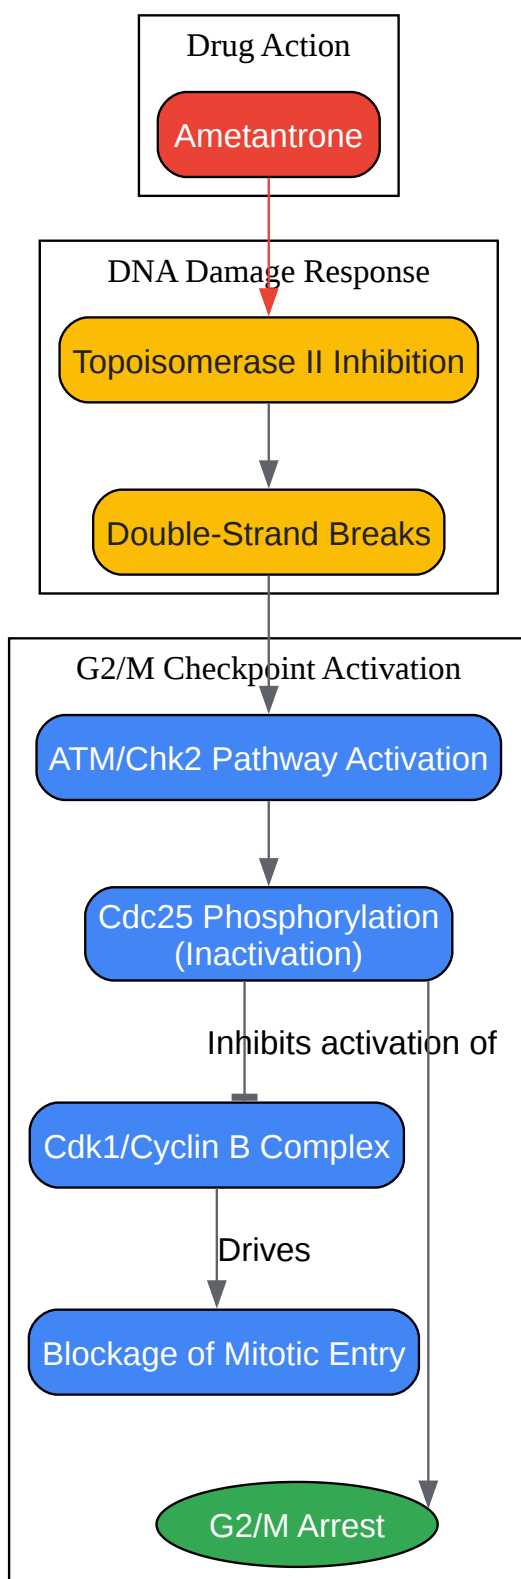 Drug Action
Ametantrone
DNA Damage Response
Topoisomerase II Inhibition
Double-Strand Breaks
G2/M Checkpoint Activation
ATM/Chk2 Pathway Activation
Cdc25 Phosphorylation
(Inactivation)
Inhibits activation of
Cdk1/Cyclin B Complex
Drives
Blockage of Mitotic Entry
G2/M Arrest